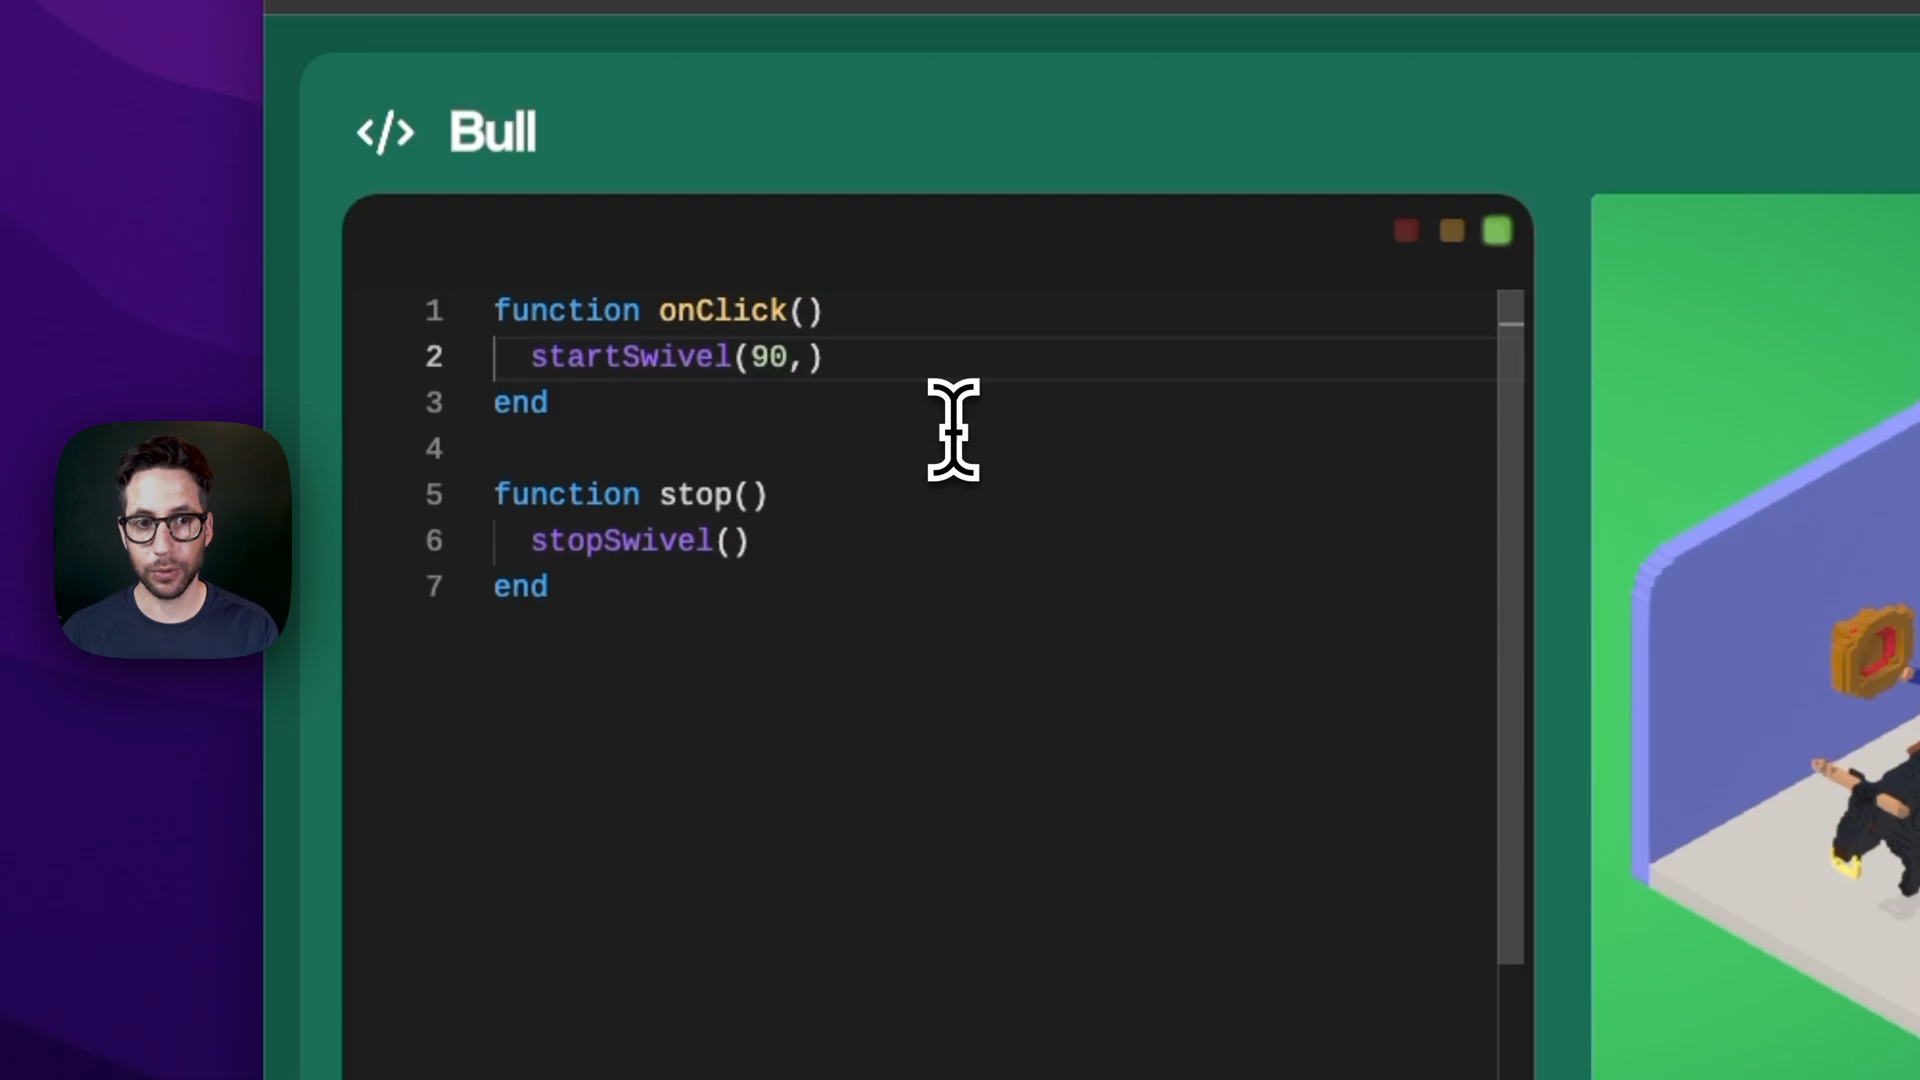 </> Bull
1 function onClick()
2 startSwivel(90,)
3 end
4
5 function stop()
6 stopSwivel()
7 end